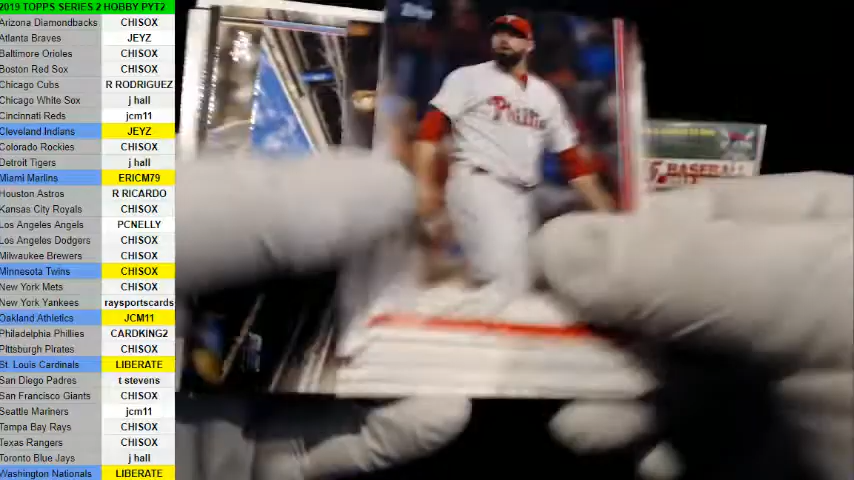 2019 TOPPS SERIES 2 HOBBY PYT2
Arizona Diamondbacks CHISOX
Atlanta Braves JEYZ
Baltimore Orioles CHISOX
Boston Red Sox CHISOX
Chicago Cubs R RODRIGUEZ
Chicago White Sox j hall
Cincinnati Reds jcm11
Cleveland Indians JEYZ
Colorado Rockies CHISOX
Detroit Tigers j hall
Miami Marlins ERICM79
Houston Astros R RICARDO
Kansas City Royals CHISOX
Los Angeles Angels PCNELLY
Los Angeles Dodgers CHISOX
Milwaukee Brewers CHISOX
Minnesota Twins CHISOX
New York Mets CHISOX
New York Yankees raysportscards
Oakland Athletics JCM11
Philadelphia Phillies CARDKING2
Pittsburgh Pirates CHISOX
St. Louis Cardinals LIBERATE
San Diego Padres t stevens
San Francisco Giants CHISOX
Seattle Mariners jcm11
Tampa Bay Rays CHISOX
Texas Rangers CHISOX
Toronto Blue Jays j hall
Washington Nationals LIBERATE
Topps
Phillies
BASEBALL